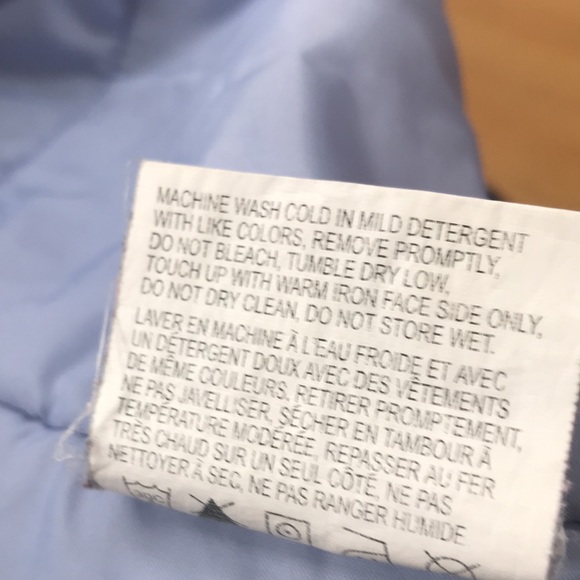 MACHINE WASH COLD IN MILD DETERGENT
WITH LIKE COLORS, REMOVE PROMPTLY,
DO NOT BLEACH, TUMBLE DRY LOW,
TOUCH UP WITH WARM IRON FACE SIDE ONLY,
DO NOT DRY CLEAN, DO NOT STORE WET.
LAVER EN MACHINE À L'EAU FROIDE ET AVEC
UN DÉTERGENT DOUX AVEC DES VÊTEMENTS
DE MÊME COULEURS, RETIRER PROMPTEMENT,
NE PAS JAVELLISER, SÉCHER EN TAMBOUR À
TEMPÉRATURE MODÉRÉE, REPASSER AU FER
TRÈS CHAUD SUR UN SEUL CÔTÉ, NE PAS
NETTOYER À SEC, NE PAS RANGER HUMIDE